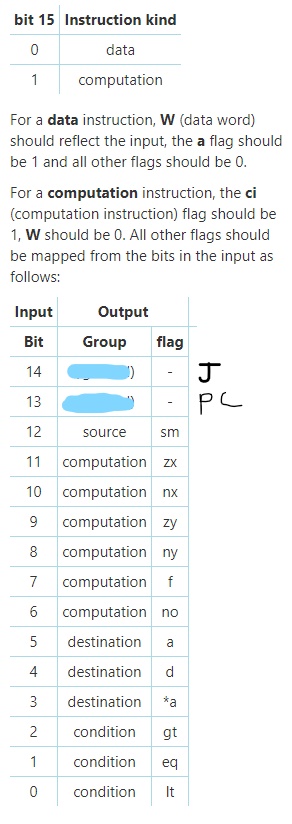 bit 15 Instruction kind
0 data
1 computation
For a data instruction, W (data word)
should reflect the input, the a flag should
be 1 and all other flags should be 0.
For a computation instruction, the ci
(computation instruction) flag should be
1, W should be 0. All other flags should
be mapped from the bits in the input as
follows:
Input Output
Bit Group flag
14 - J
13 - PC
12 source sm
11 computation zx
10 computation nx
9 computation zy
8 computation ny
7 computation f
6 computation no
5 destination a
4 destination d
3 destination *a
2 condition gt
1 condition eq
0 condition lt